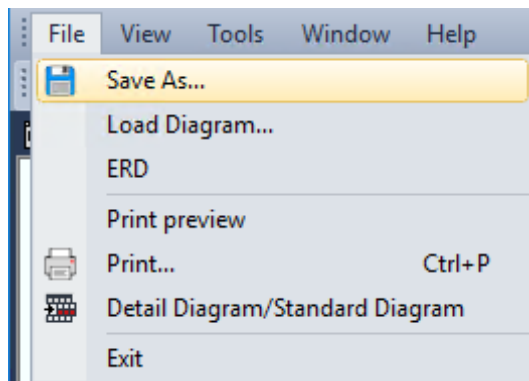 File View Tools Window Help
Save As...
Load Diagram...
ERD
Print preview
Print... Ctrl+P
Detail Diagram/Standard Diagram
Exit